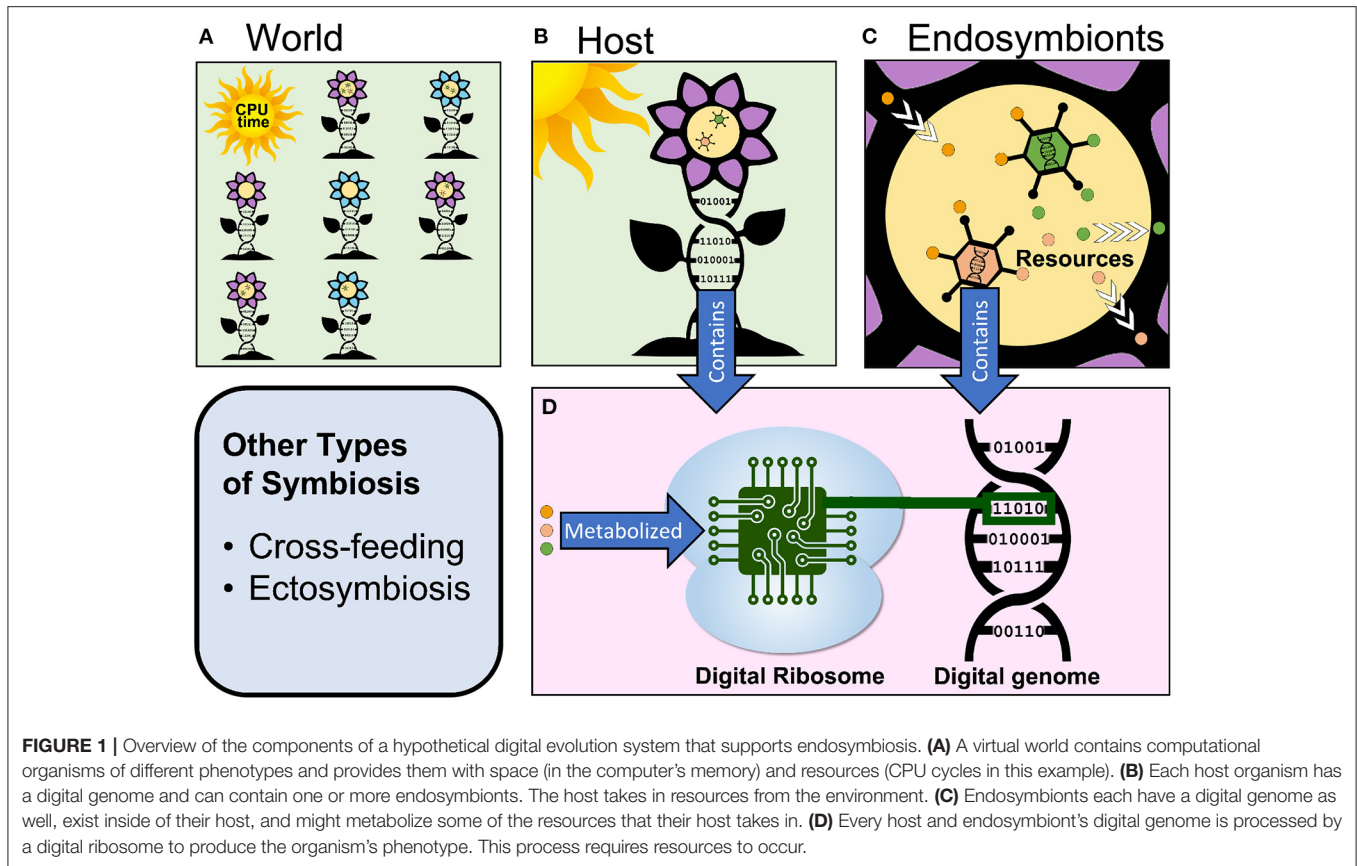 A World
B Host
C Endosymbionts
CPU
time
01001
11010
010001
10111
Resources
Contains
Contains
Other Types
of Symbiosis
• Cross-feeding
• Ectosymbiosis
D
01001
11010
Metabolized
010001
10111
00110
Digital Ribosome Digital genome
FIGURE 1 | Overview of the components of a hypothetical digital evolution system that supports endosymbiosis. (A) A virtual world contains computational
organisms of different phenotypes and provides them with space (in the computer's memory) and resources (CPU cycles in this example). (B) Each host organism has
a digital genome and can contain one or more endosymbionts. The host takes in resources from the environment. (C) Endosymbionts each have a digital genome as
well, exist inside of their host, and might metabolize some of the resources that their host takes in. (D) Every host and endosymbiont's digital genome is processed by
a digital ribosome to produce the organism's phenotype. This process requires resources to occur.